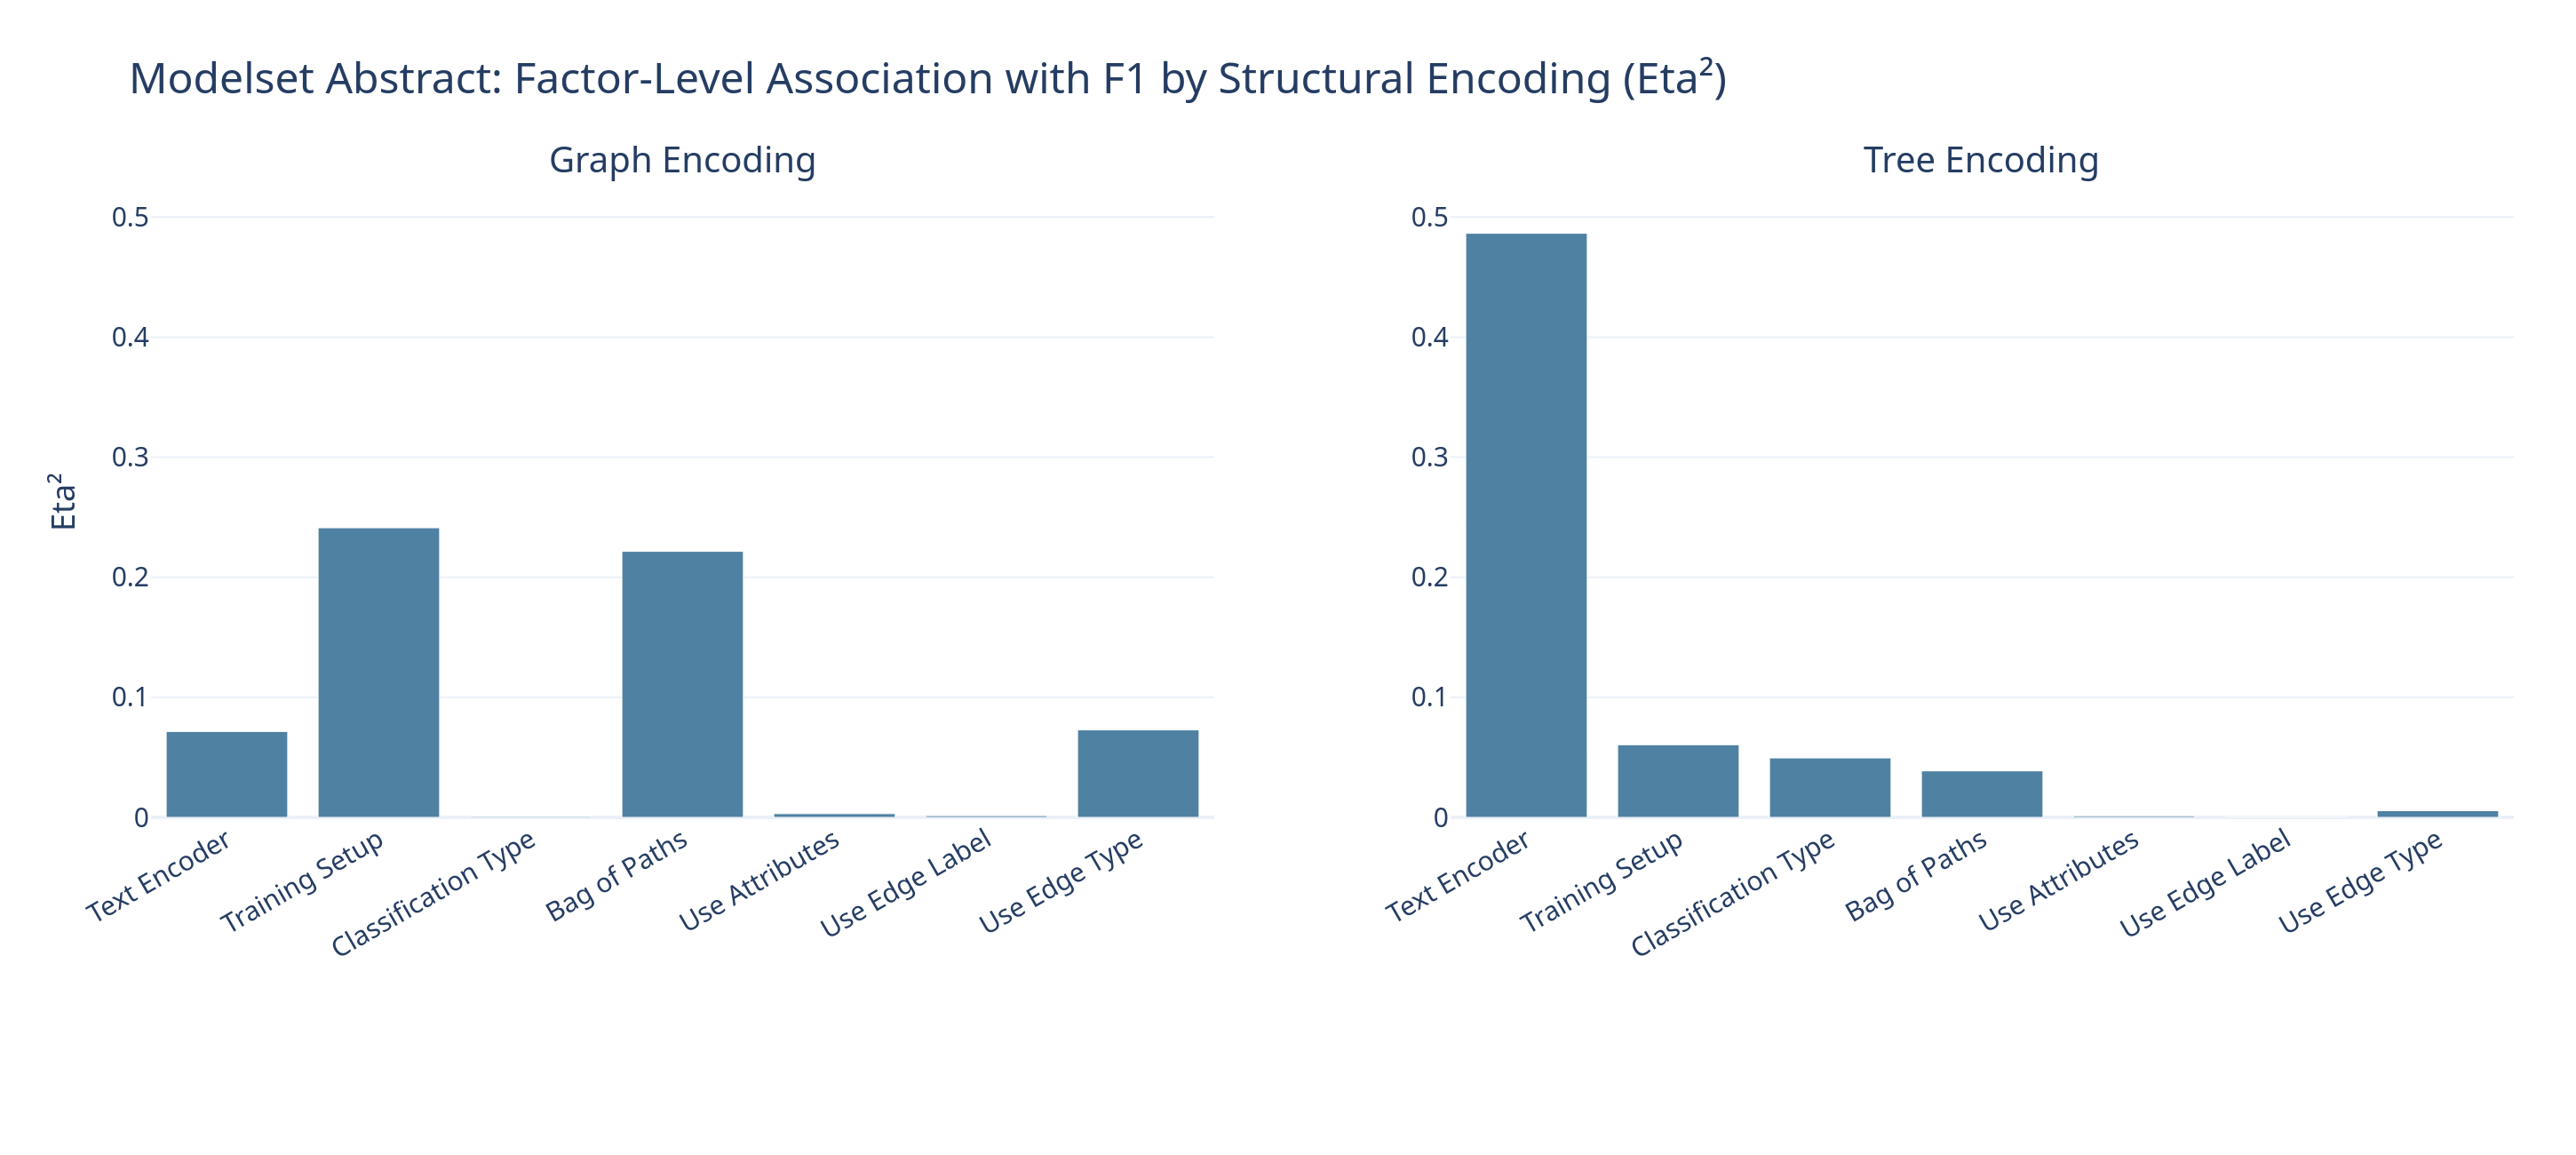 Modelset Abstract: Factor-Level Association with F1 by Structural Encoding (Eta²)
Graph Encoding
Eta²
0.5
0.4
0.3
0.2
0.1
0
Text Encoder
Training Setup
Classification Type
Bag of Paths
Use Attributes
Use Edge Label
Use Edge Type
Tree Encoding
0.5
0.4
0.3
0.2
0.1
0
Text Encoder
Training Setup
Classification Type
Bag of Paths
Use Attributes
Use Edge Label
Use Edge Type